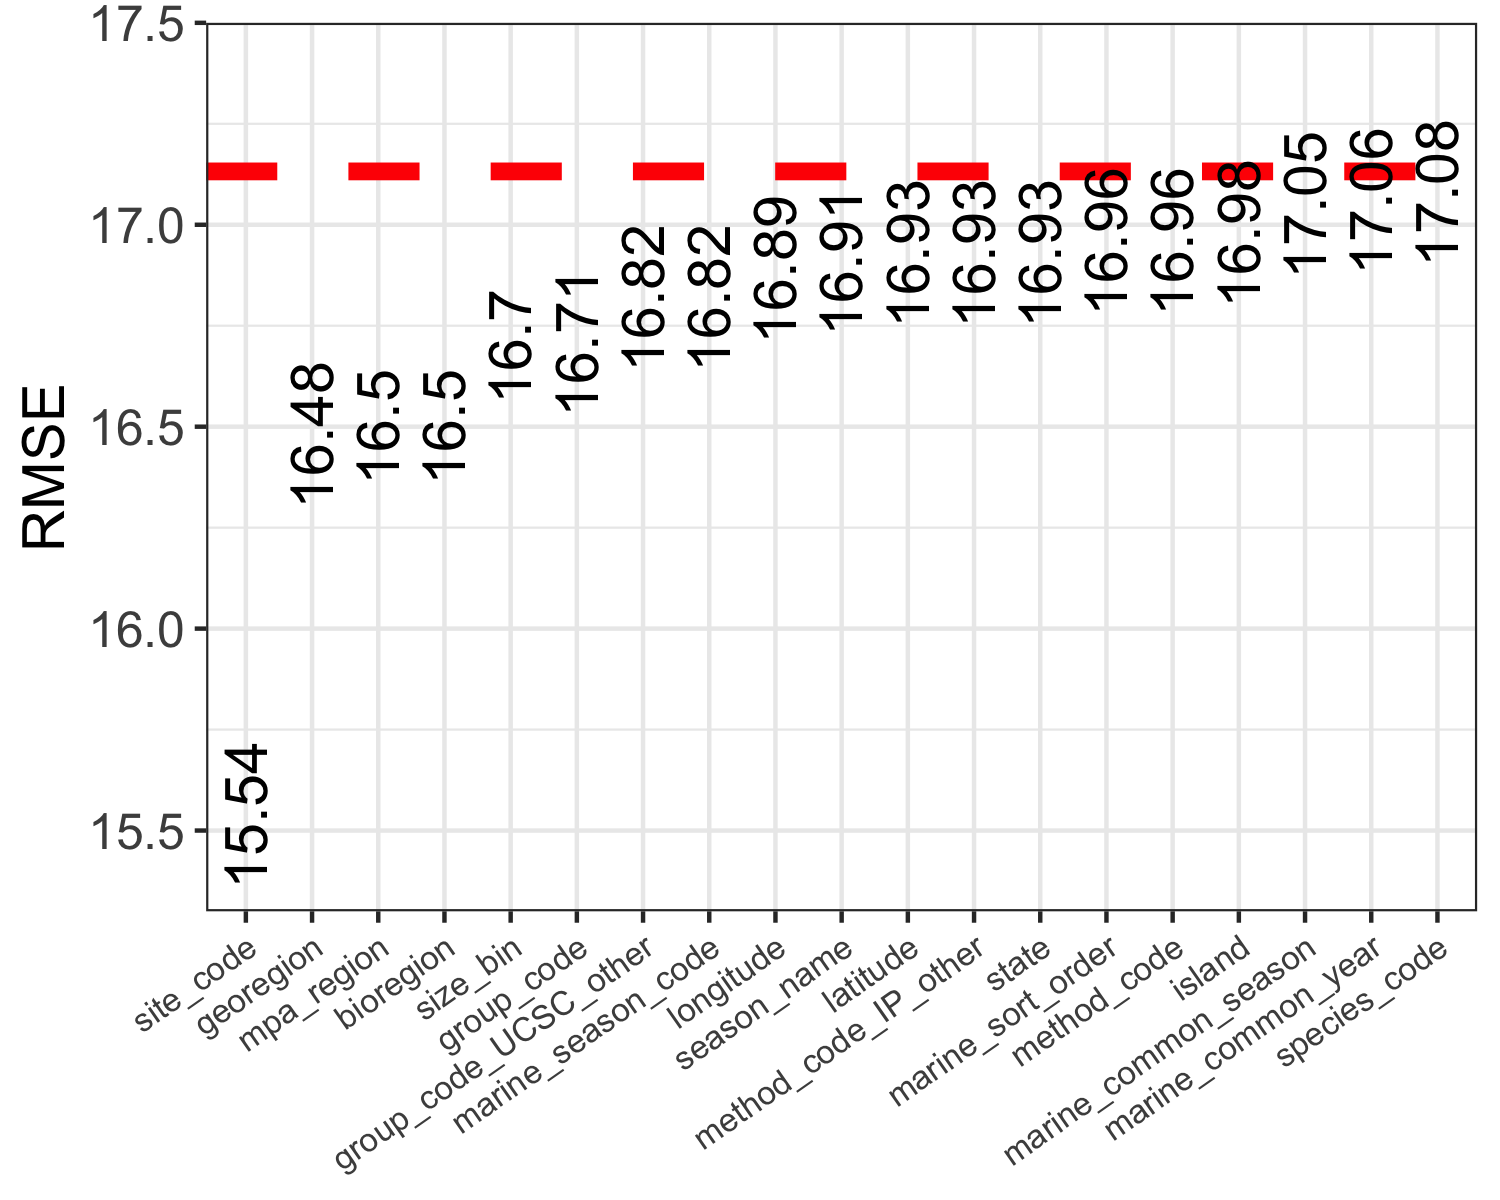 RMSE
17.5
17.0
16.5
16.0
15.5
15.54
16.48
16.5
16.5
16.7
16.71
16.82
16.82
16.89
16.91
16.93
16.93
16.93
16.96
16.96
16.98
17.05
17.06
17.08
site_code
georegion
mpa_region
bioregion
size_bin
group_code
group_code_UCSC_other
marine_season_code
longitude
season_name
latitude
method_code_IP_other
state
marine_sort_order
method_code
island
marine_common_season
marine_common_year
species_code